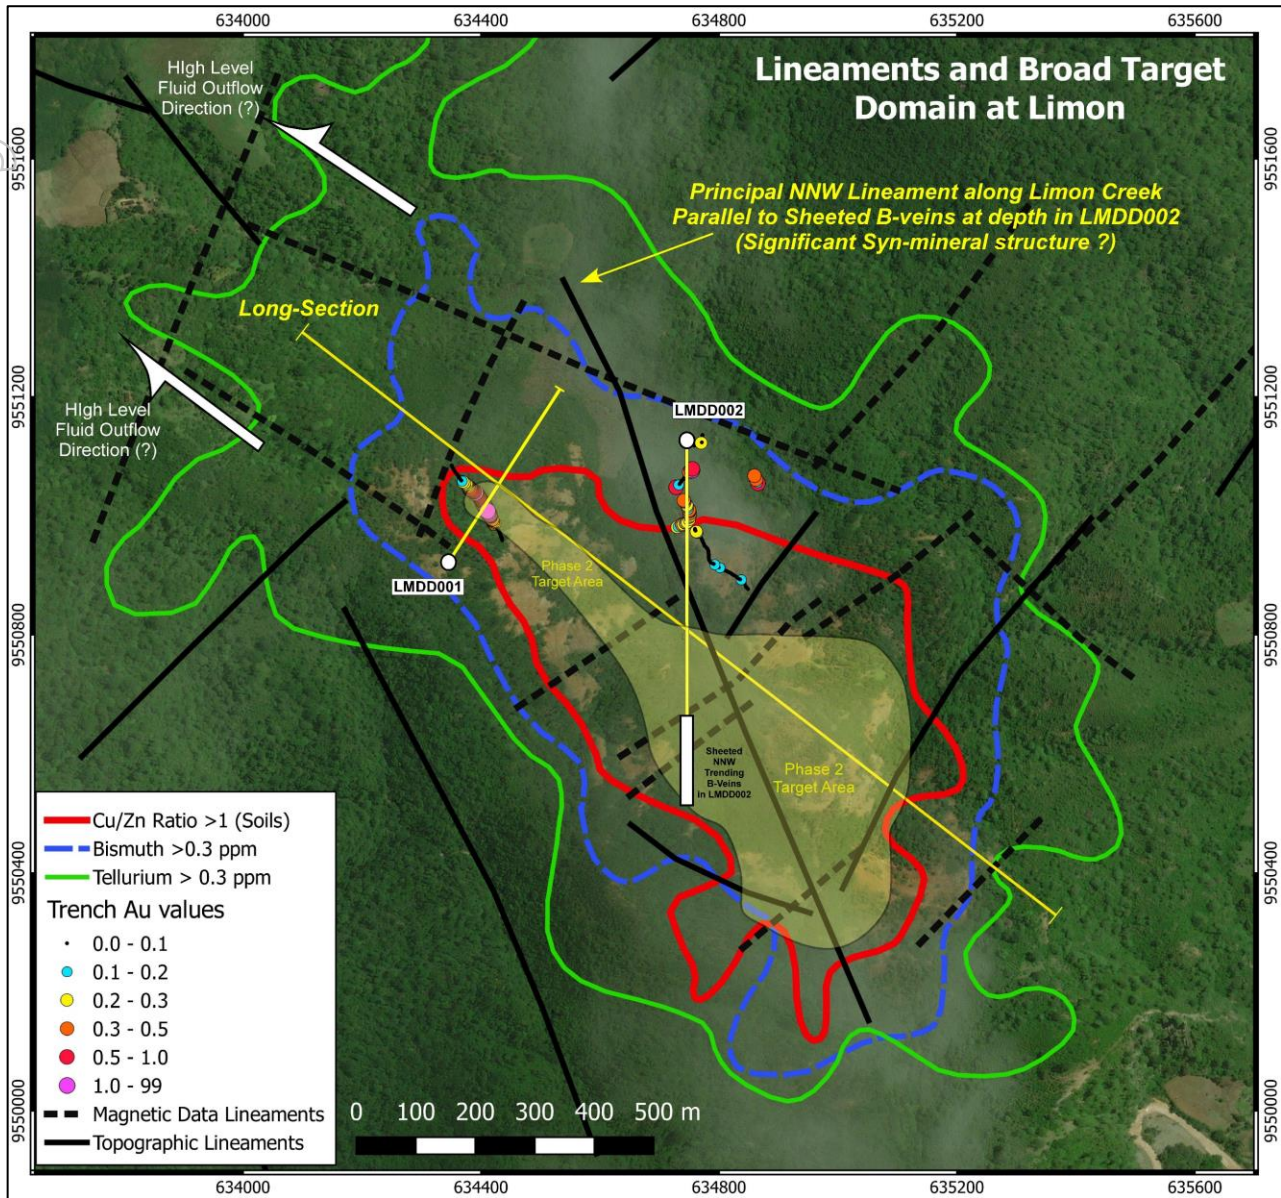 634000
634400
634800
635200
635600
Lineaments and Broad Target
Domain at Limon
HIgh Level
Fluid Outflow
Direction (?)
9551600
9551600
Principal NNW Lineament along Limon Creek
Parallel to Sheeted B-veins at depth in LMDD002
(Significant Syn-mineral structure ?)
Long-Section
9551200
9551200
HIgh Level
Fluid Outflow
Direction (?)
LMDD002
LMDD001
Phase 2
Target Area
9550800
9550800
Sheeted
NNW
Trending
B-Veins
in LMDD002
Phase 2
Target Area
9550400
9550400
Cu/Zn Ratio >1 (Soils)
Bismuth >0.3 ppm
Tellurium > 0.3 ppm
Trench Au values
0.0 - 0.1
0.1 - 0.2
0.2 - 0.3
0.3 - 0.5
0.5 - 1.0
1.0 - 99
Magnetic Data Lineaments
Topographic Lineaments
0 100 200 300 400 500 m
9550000
9550000
634000
634400
634800
635200
635600